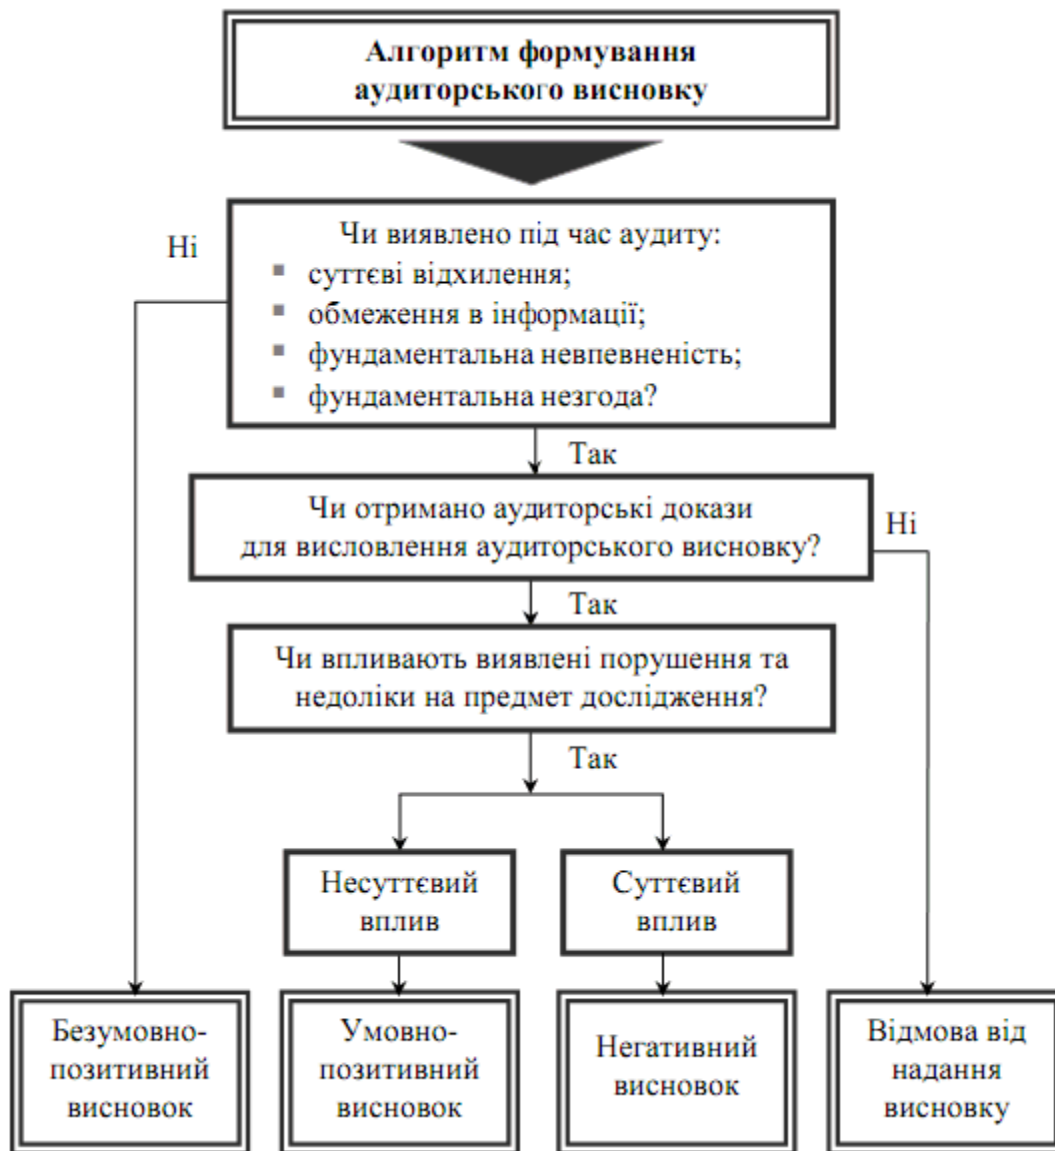 Алгоритм формування
аудиторського висновку
Ні
Чи виявлено під час аудиту:
▪ суттєві відхилення;
▪ обмеження в інформації;
▪ фундаментальна невпевненість;
▪ фундаментальна незгода?
Так
Чи отримано аудиторські докази
для висловлення аудиторського висновку?
Ні
Так
Чи впливають виявлені порушення та
недоліки на предмет дослідження?
Так
Несуттєвий
вплив
Суттєвий
вплив
Безумовно-
позитивний
висновок
Умовно-
позитивний
висновок
Негативний
висновок
Відмова від
надання
висновку